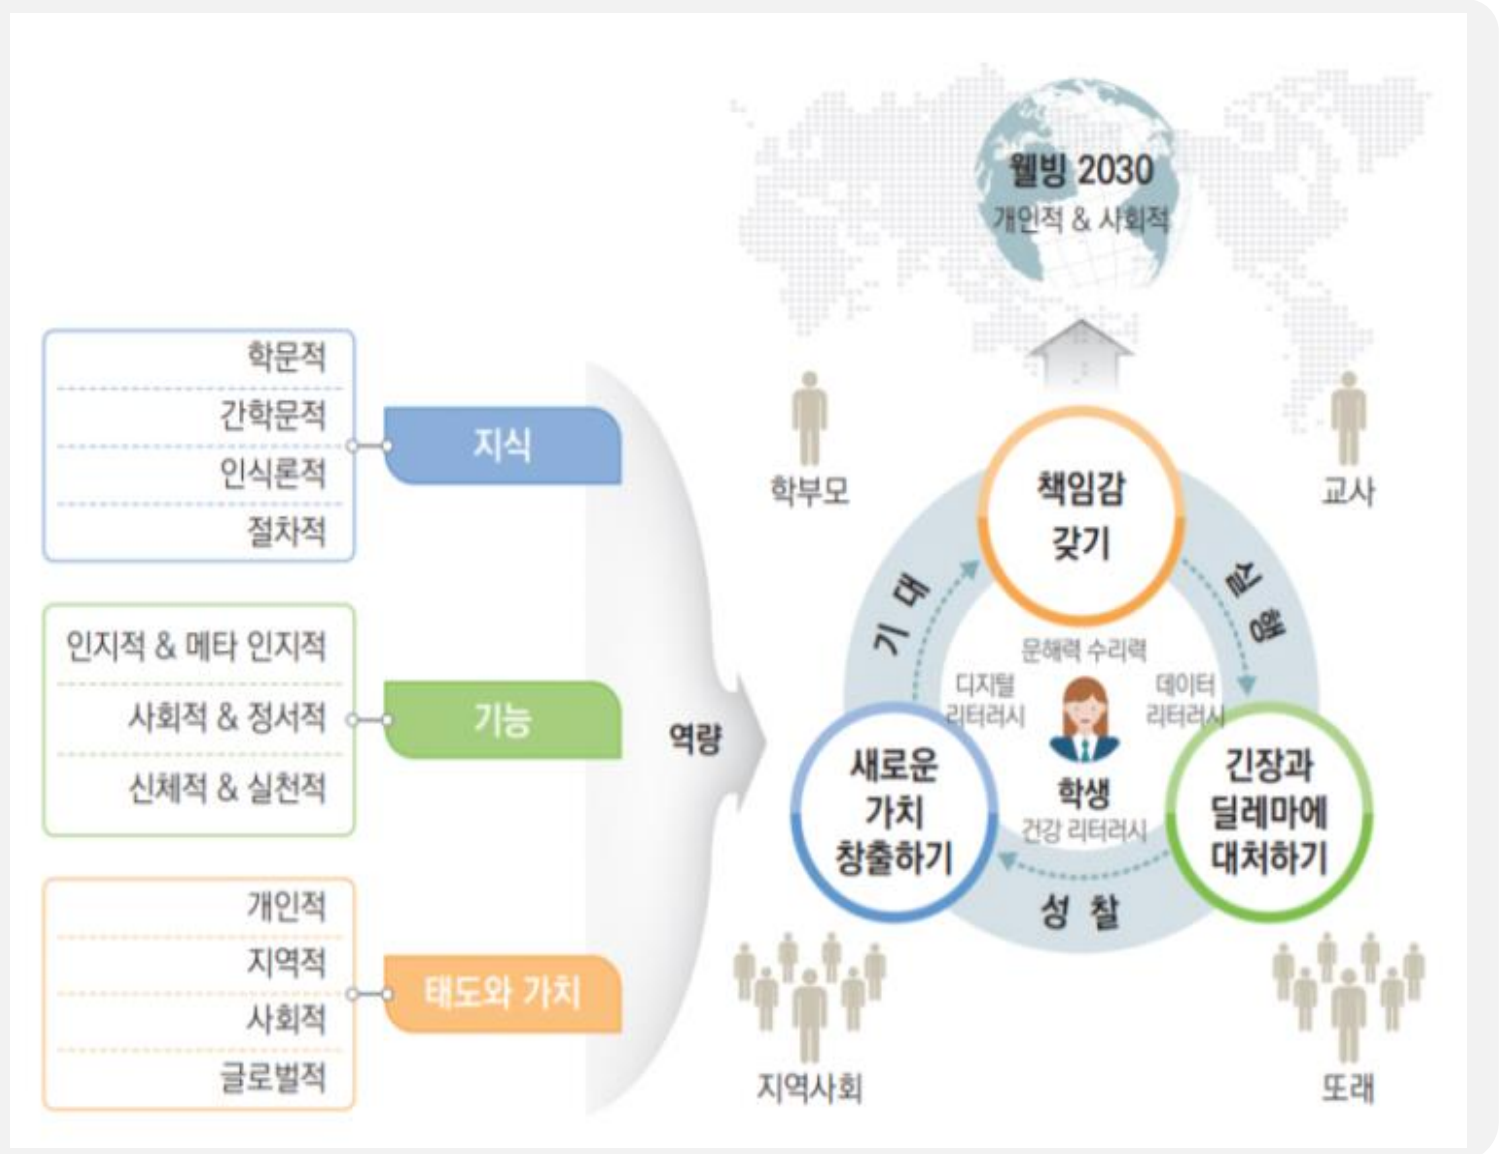 웰빙 2030
개인적 & 사회적
학문적
간학문적
인식론적
절차적
지식
인지적 & 메타 인지적
사회적 & 정서적
신체적 & 실천적
기능
개인적
지역적
사회적
글로벌적
태도와 가치
역량
학부모
교사
책임감
갖기
기대
실행
문해력 수리력
디지털
리터러시
데이터
리터러시
학생
건강 리터러시
새로운
가치
창출하기
긴장과
딜레마에
대처하기
성찰
지역사회
또래